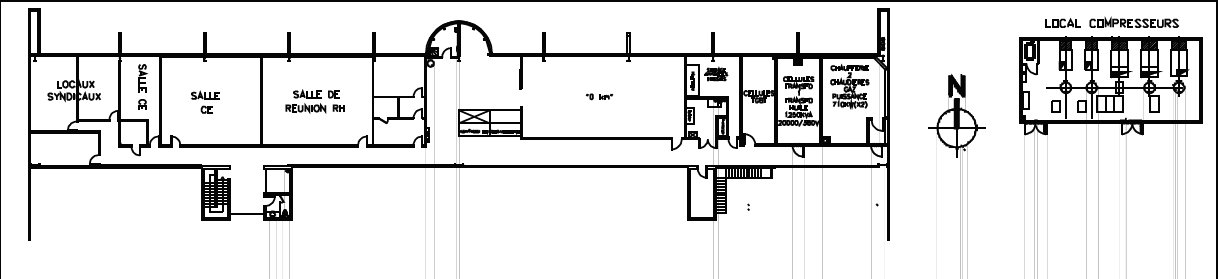 LOCAL COMPRESSEURS
LOCAUX
SYNDICAUX
SALLE CE
SALLE
CE
SALLE DE
REUNION RH
"0 km"
CELLULES
TGBT
CELLULES
TRANSFO
/
TRANSFO
HUILE
1,250KVA
20000/380V
CHAUFFERIE
2
CHAUDIERES
GAZ
PUISSANCE
710KW(X2)
N